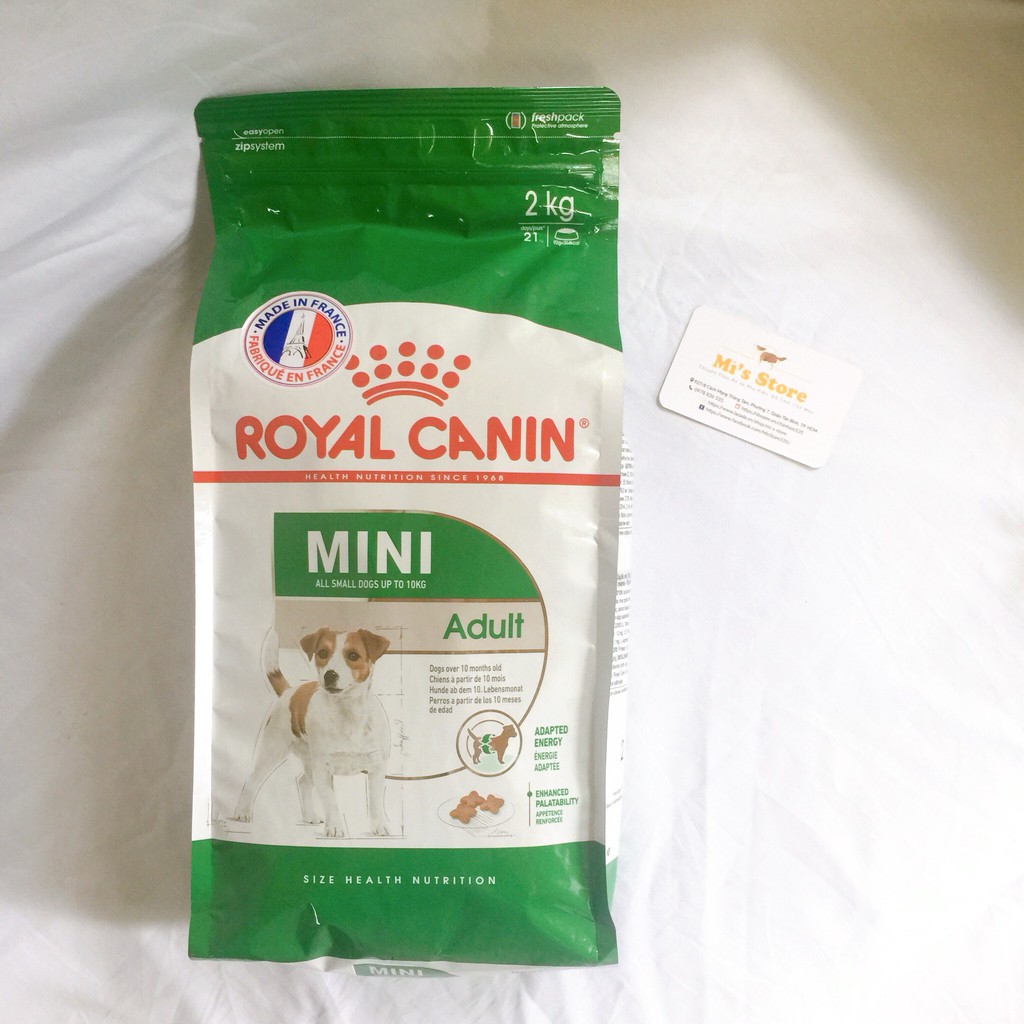 easyopen
zipsystem
freshpack
Protective atmosphere
2 kg
days/jours*
21
MADE IN FRANCE
FABRIQUÉ EN FRANCE
ROYAL CANIN®
HEALTH NUTRITION SINCE 1968
MINI
ALL SMALL DOGS UP TO 10KG
Adult
Dogs over 10 months old
Chiens à partir de 10 mois
Hunde ab dem 10. Lebensmonat
Perros a partir de los 10 meses
de edad
ADAPTED
ENERGY
ÉNERGIE
ADAPTÉE
ENHANCED
PALATABILITY
APPÉTENCE
RENFORCÉE
SIZE HEALTH NUTRITION
MINI
Mi's Store